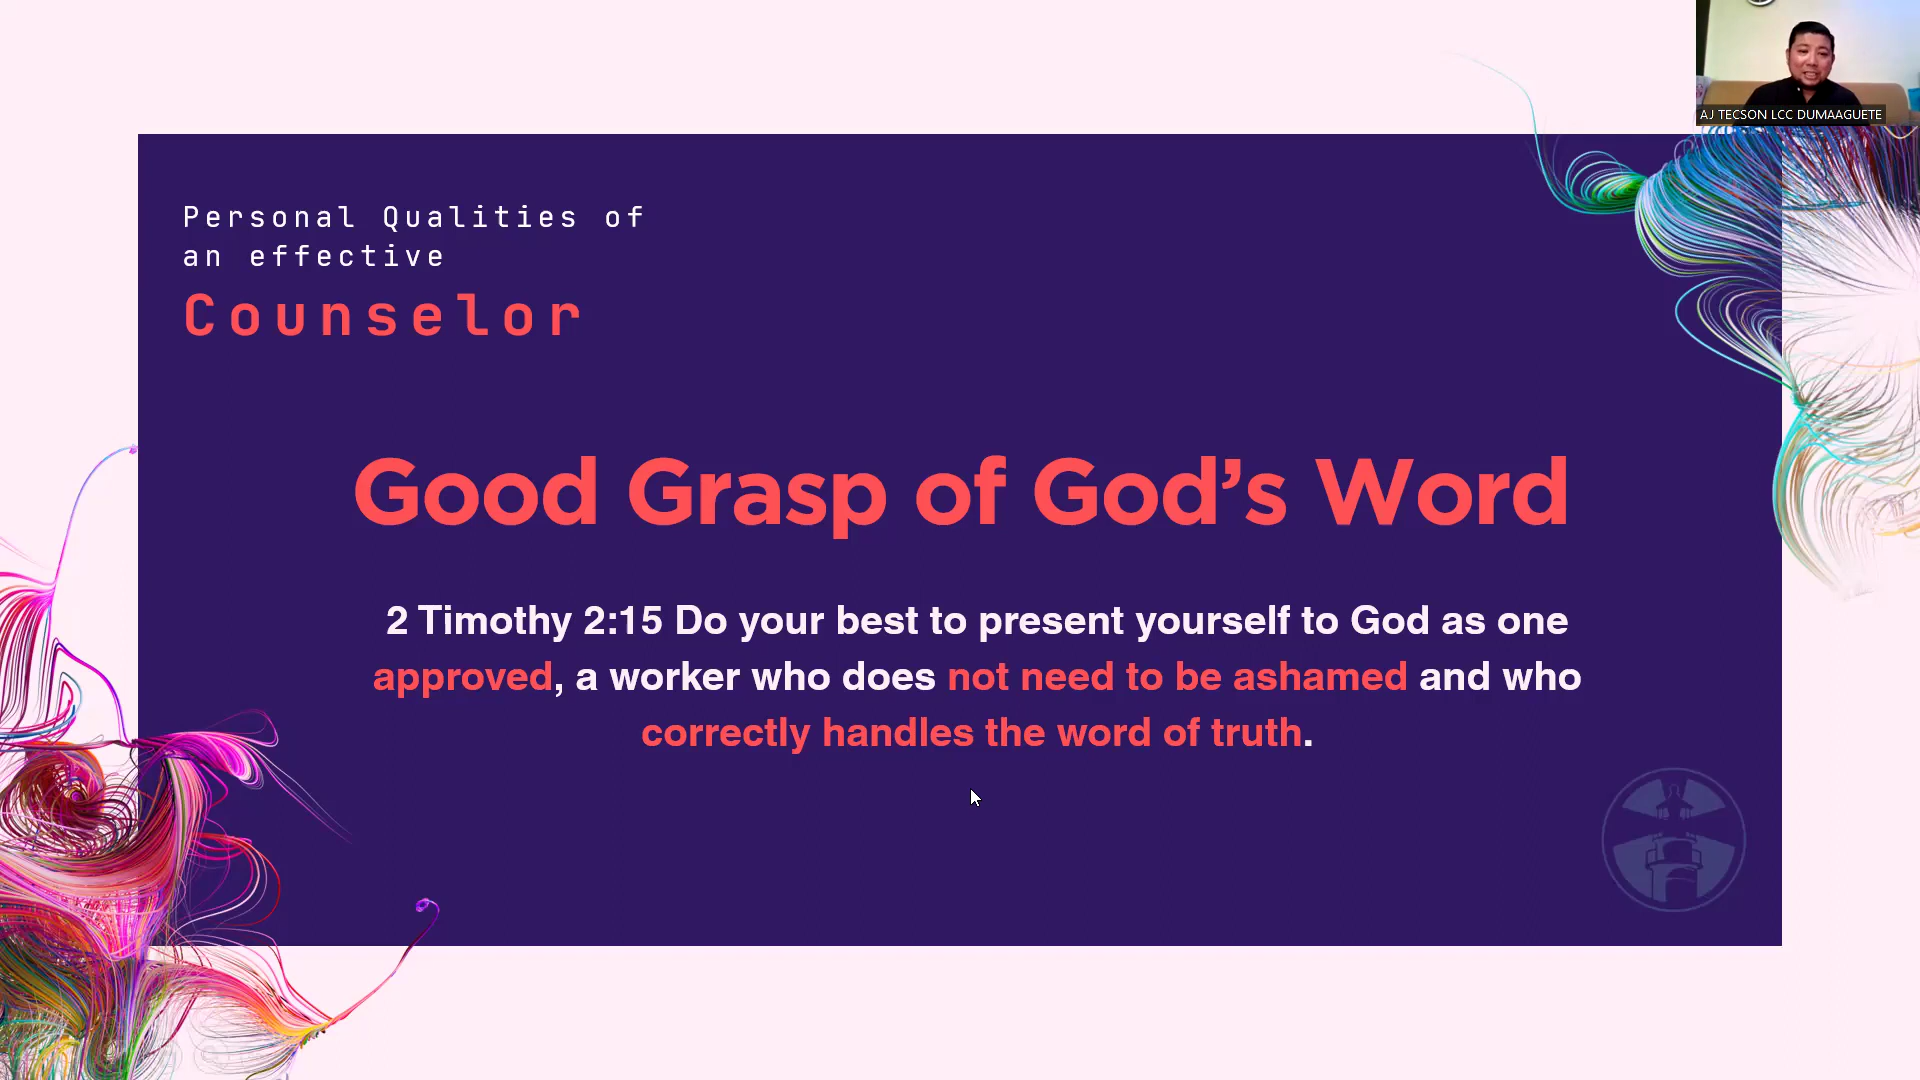 AJ TECSON LCC DUMAAGUETE
Personal Qualities of
an effective
Counselor
Good Grasp of God’s Word
2 Timothy 2:15 Do your best to present yourself to God as one
approved, a worker who does not need to be ashamed and who
correctly handles the word of truth.